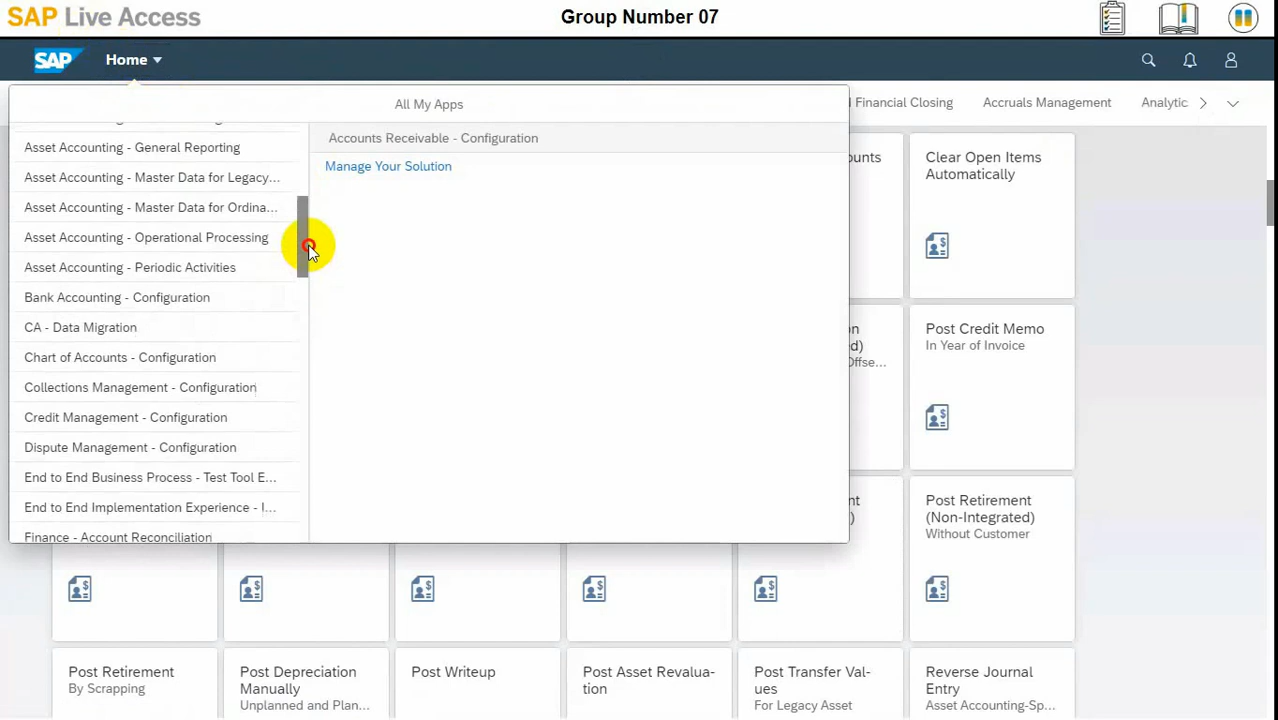 SAP Live Access
Group Number 07
SAP
Home
All My Apps
Financial Closing
Accruals Management
Analytic
Asset Accounting - General Reporting
Asset Accounting - Master Data for Legacy...
Asset Accounting - Master Data for Ordina...
Asset Accounting - Operational Processing
Asset Accounting - Periodic Activities
Bank Accounting - Configuration
CA - Data Migration
Chart of Accounts - Configuration
Collections Management - Configuration
Credit Management - Configuration
Dispute Management - Configuration
End to End Business Process - Test Tool E...
End to End Implementation Experience - I...
Finance - Account Reconciliation
Accounts Receivable - Configuration
Manage Your Solution
Clear Open Items
Automatically
Offse...
Post Credit Memo
In Year of Invoice
Post Retirement
(Non-Integrated)
Without Customer
Post Retirement
By Scrapping
Post Depreciation
Manually
Unplanned and Plan...
Post Writeup
Post Asset Revalua-
tion
Post Transfer Val-
ues
For Legacy Asset
Reverse Journal
Entry
Asset Accounting-Sp...